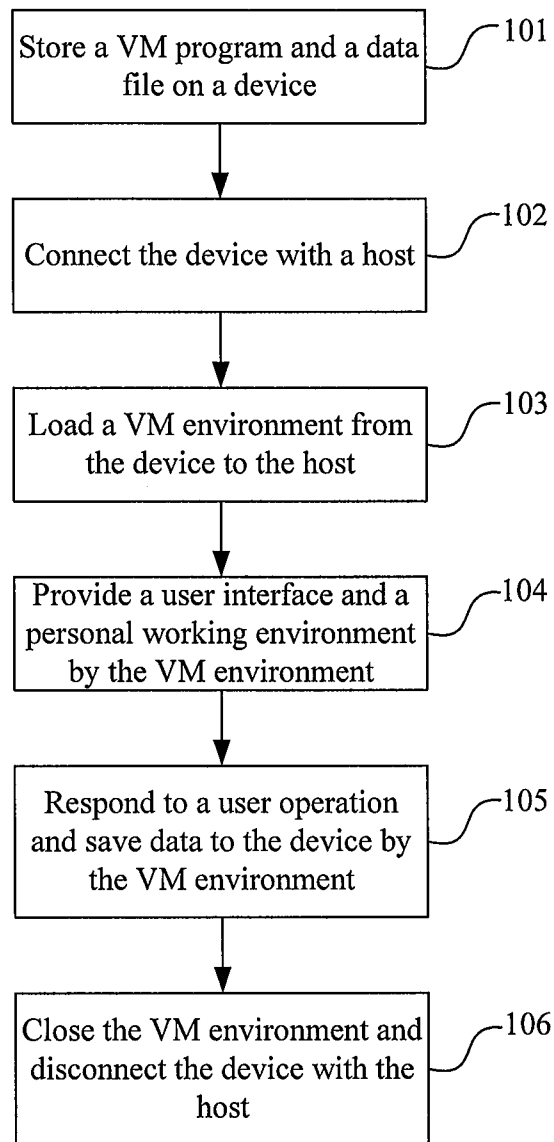 Store a VM program and a data
file on a device
101
Connect the device with a host
102
Load a VM environment from
the device to the host
103
Provide a user interface and a
personal working environment
by the VM environment
104
Respond to a user operation
and save data to the device by
the VM environment
105
Close the VM environment and
disconnect the device with the
host
106